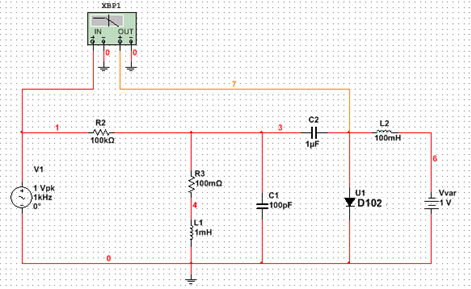 XBP1
IN OUT
0 0
7
1
R2
100kΩ
3
C2
1µF
L2
100mH
V1
1 Vpk
1kHz
0°
R3
100mΩ
4
L1
1mH
C1
100pF
U1
D102
6
Vvar
1 V
0